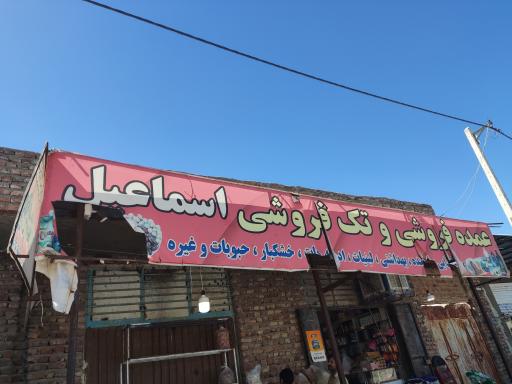 عمده فروشی و تک فروشی اسماعیل
بهداشتی ، لبنیات ، خشکبار ، حبوبات و غیره